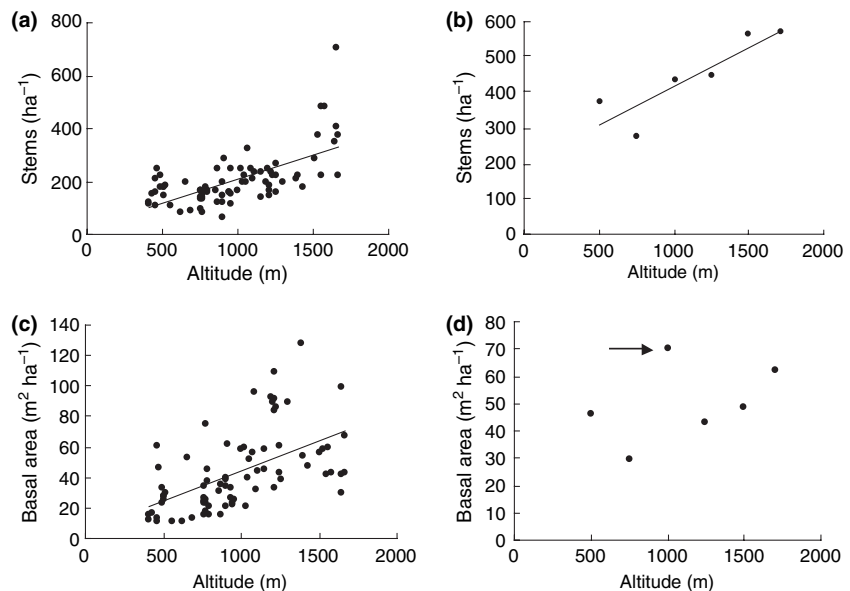 (a)
Stems (ha⁻¹)
800
600
400
200
0
0 500 1000 1500 2000
Altitude (m)
(b)
Stems (ha⁻¹)
600
500
400
300
200
100
0
0 500 1000 1500 2000
Altitude (m)
(c)
Basal area (m² ha⁻¹)
140
120
100
80
60
40
20
0
0 500 1000 1500 2000
Altitude (m)
(d)
Basal area (m² ha⁻¹)
80
70
60
50
40
30
20
10
0
0 500 1000 1500 2000
Altitude (m)